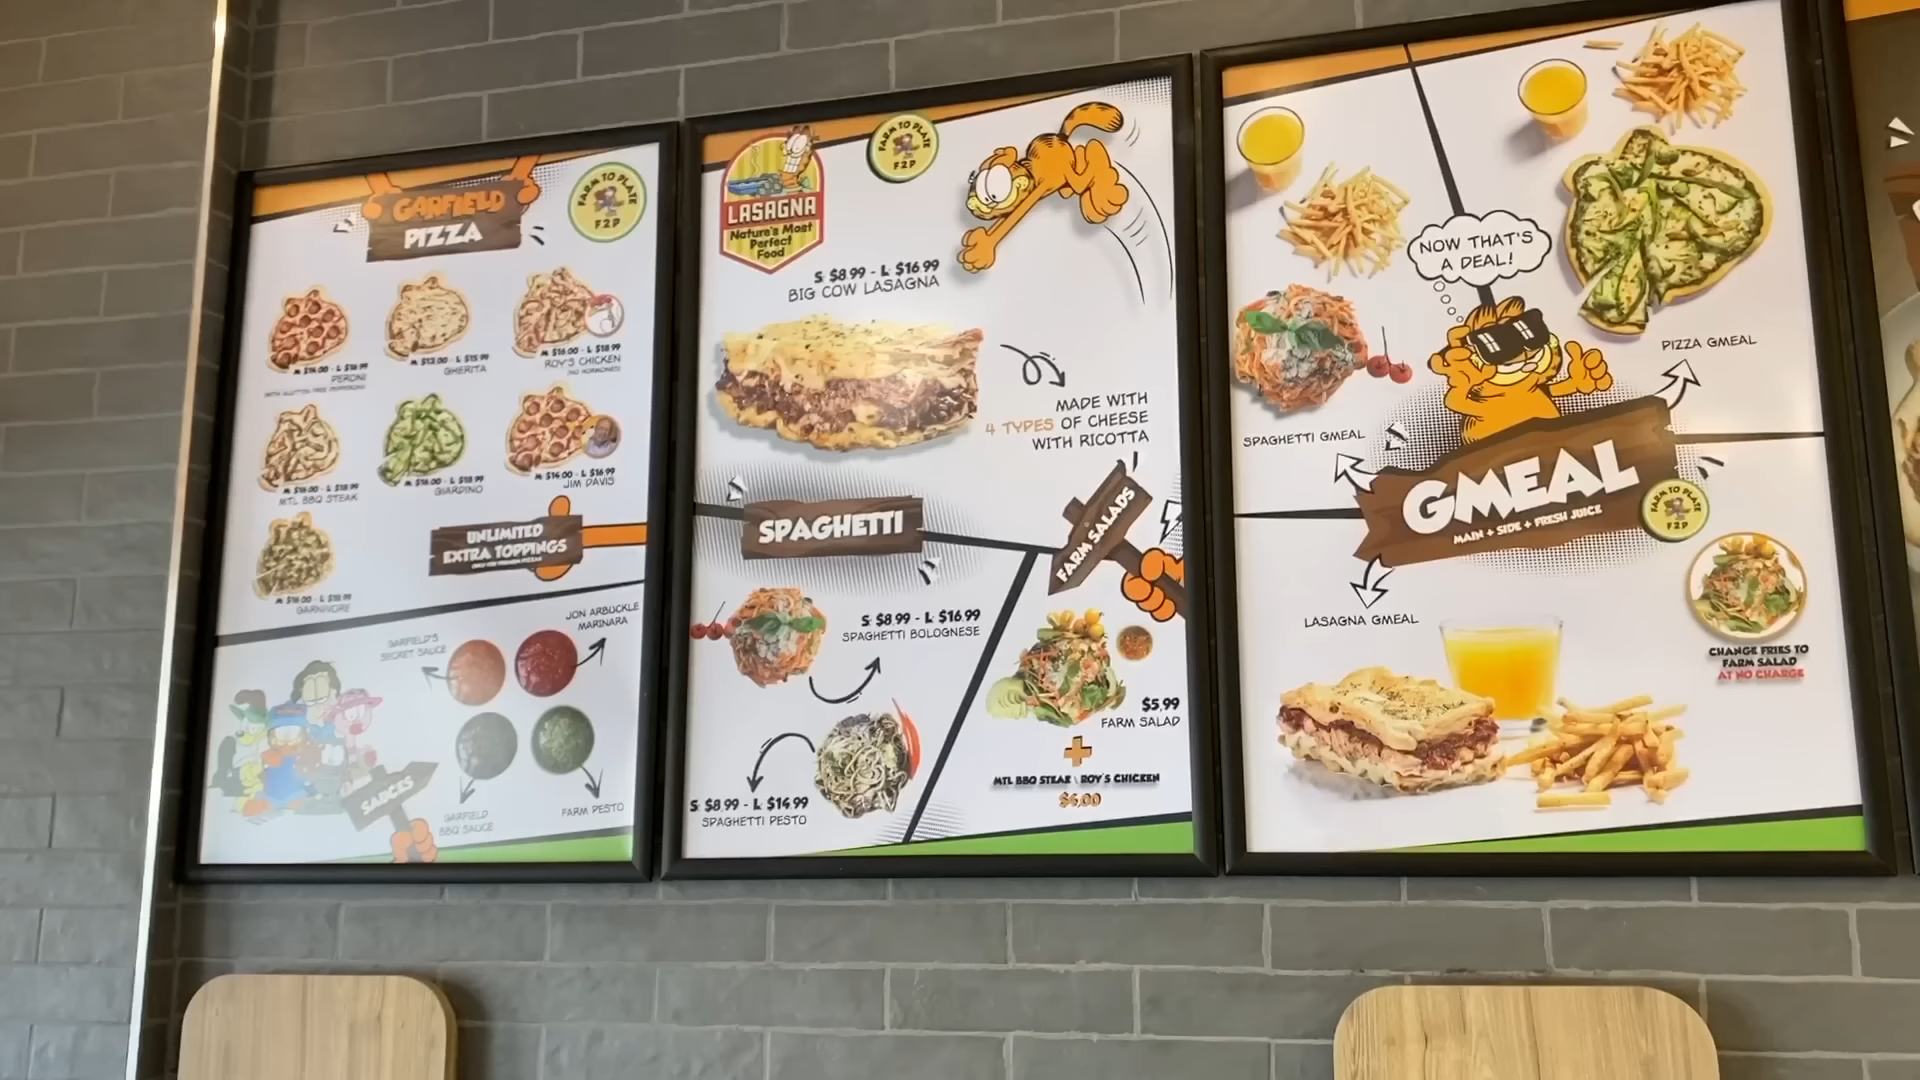 GARFIELD
PIZZA
FARM TO PLATE
F2P
M $14.00 - L $16.99
PERONI
M $13.00 - L $15.99
GHERITA
M $16.00 - L $18.99
ROY'S CHICKEN
(NO HORMONES)
M $16.00 - L $18.99
MTL BBQ STEAK
M $16.00 - L $18.99
GIARDINO
M $14.00 - L $16.99
JIM DAVIS
M $16.00 - L $18.99
GARNIVORE
UNLIMITED
EXTRA TOPPINGS
GARFIELD'S
SECRET SAUCE
JON ARBUCKLE
MARINARA
SAUCES
GARFIELD
BBQ SAUCE
FARM PESTO
LASAGNA
Nature's Most
Perfect
Food
FARM TO PLATE
F2P
S: $8.99 - L: $16.99
BIG COW LASAGNA
MADE WITH
4 TYPES OF CHEESE
WITH RICOTTA
SPAGHETTI
FARM SALADS
S: $8.99 - L: $16.99
SPAGHETTI BOLOGNESE
S: $8.99 - L: $14.99
SPAGHETTI PESTO
$5.99
FARM SALAD
+
MTL BBQ STEAK \ ROY'S CHICKEN
$4.00
NOW THAT'S
A DEAL!
PIZZA GMEAL
SPAGHETTI GMEAL
GMEAL
MAIN + SIDE + FRESH JUICE
FARM TO PLATE
F2P
LASAGNA GMEAL
CHANGE FRIES TO
FARM SALAD
AT NO CHARGE